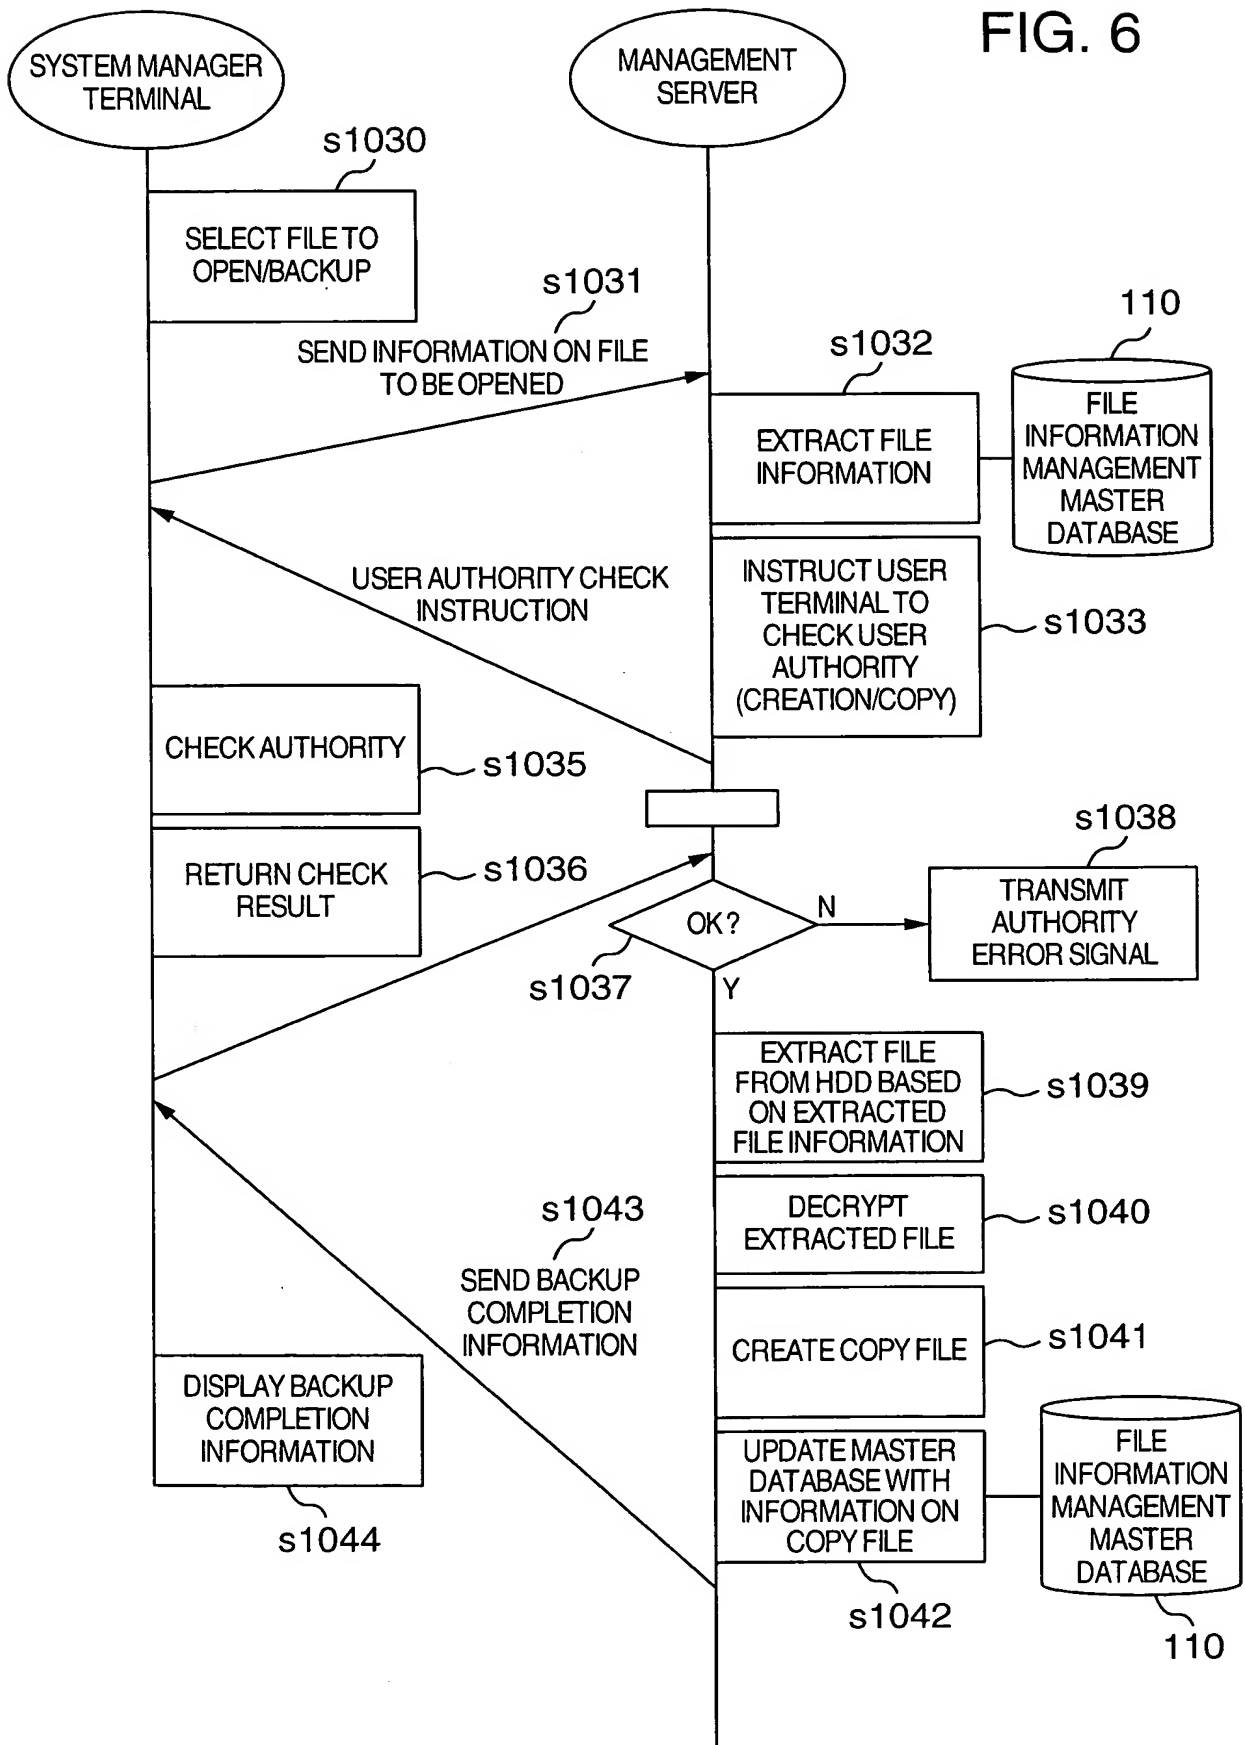 FIG. 6
SYSTEM MANAGER
TERMINAL
MANAGEMENT
SERVER
s1030
SELECT FILE TO
OPEN/BACKUP
s1031
SEND INFORMATION ON FILE
TO BE OPENED
s1032
EXTRACT FILE
INFORMATION
110
FILE
INFORMATION
MANAGEMENT
MASTER
DATABASE
USER AUTHORITY CHECK
INSTRUCTION
INSTRUCT USER
TERMINAL TO
CHECK USER
AUTHORITY
(CREATION/COPY)
s1033
CHECK AUTHORITY
s1035
RETURN CHECK
RESULT
s1036
OK?
N
Y
s1037
s1038
TRANSMIT
AUTHORITY
ERROR SIGNAL
EXTRACT FILE
FROM HDD BASED
ON EXTRACTED
FILE INFORMATION
s1039
DECRYPT
EXTRACTED FILE
s1040
s1043
SEND BACKUP
COMPLETION
INFORMATION
CREATE COPY FILE
s1041
DISPLAY BACKUP
COMPLETION
INFORMATION
s1044
UPDATE MASTER
DATABASE WITH
INFORMATION ON
COPY FILE
s1042
FILE
INFORMATION
MANAGEMENT
MASTER
DATABASE
110